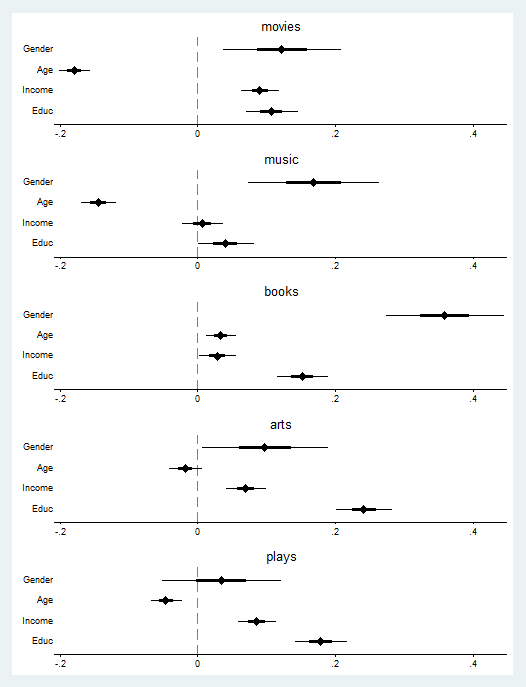 movies
Gender
Age
Income
Educ
-.2 0 .2 .4
music
Gender
Age
Income
Educ
-.2 0 .2 .4
books
Gender
Age
Income
Educ
-.2 0 .2 .4
arts
Gender
Age
Income
Educ
-.2 0 .2 .4
plays
Gender
Age
Income
Educ
-.2 0 .2 .4